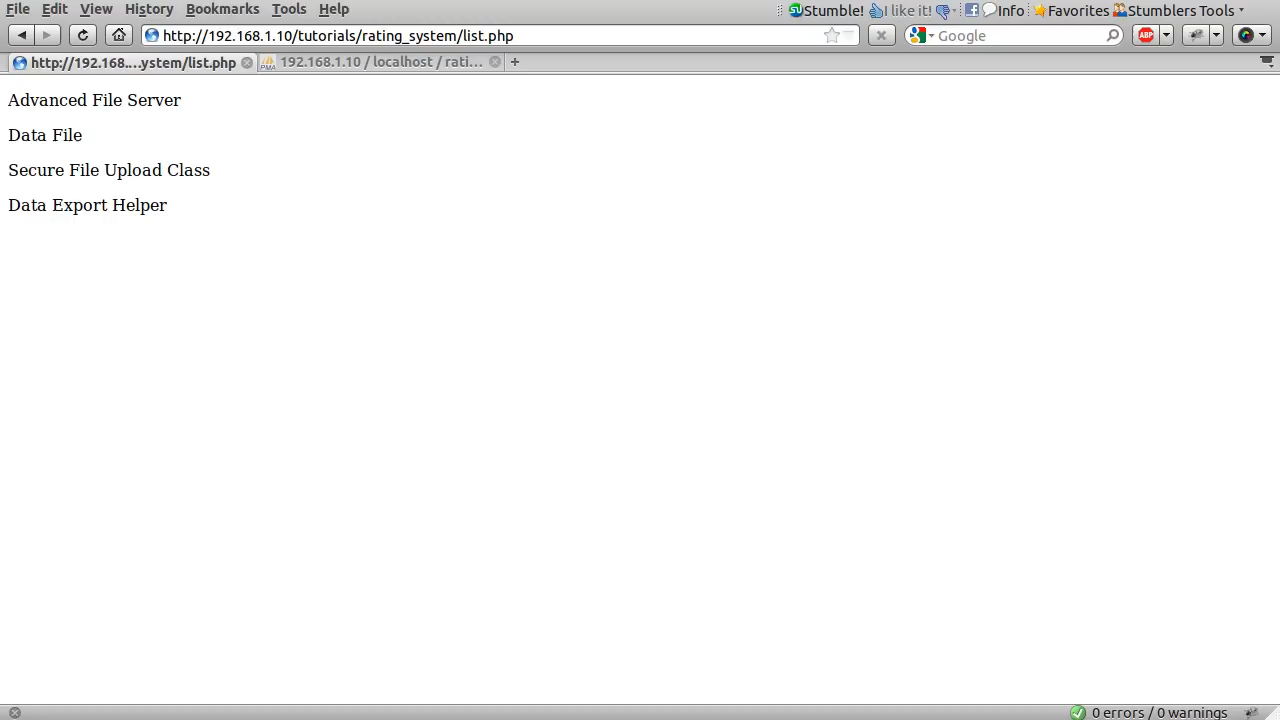 File Edit View History Bookmarks Tools Help Stumble! I like it! Info Favorites Stumblers Tools
http://192.168.1.10/tutorials/rating_system/list.php Google ABP
http://192.168....ystem/list.php 192.168.1.10 / localhost / rati... +
Advanced File Server
Data File
Secure File Upload Class
Data Export Helper
0 errors / 0 warnings